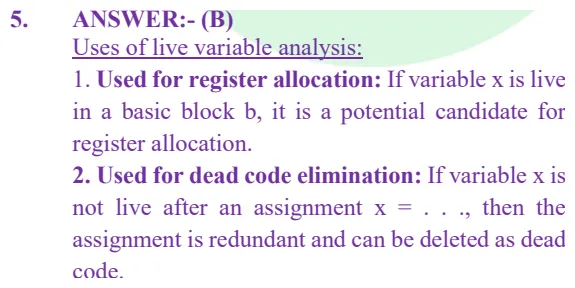 5. ANSWER:- (B)
Uses of live variable analysis:
1. Used for register allocation: If variable x is live
in a basic block b, it is a potential candidate for
register allocation.
2. Used for dead code elimination: If variable x is
not live after an assignment x = . . ., then the
assignment is redundant and can be deleted as dead
code.